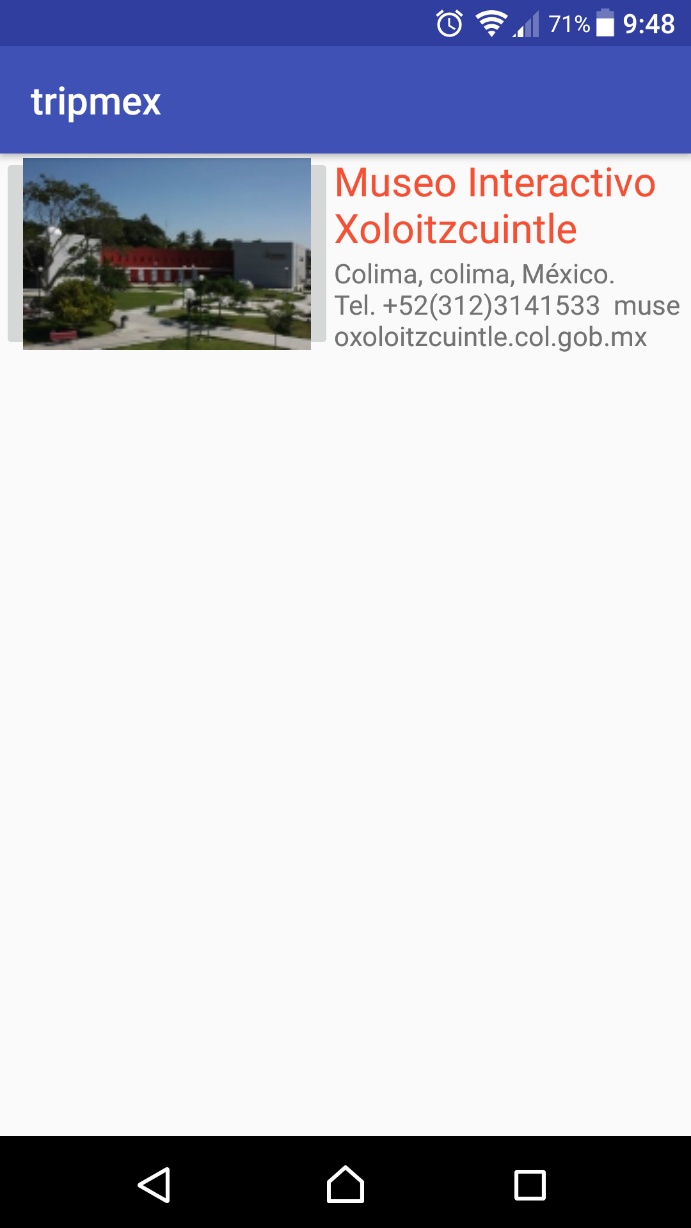 71% 9:48
tripmex
Museo Interactivo
Xoloitzcuintle
Colima, colima, México.
Tel. +52(312)3141533 muse
oxoloitzcuintle.col.gob.mx